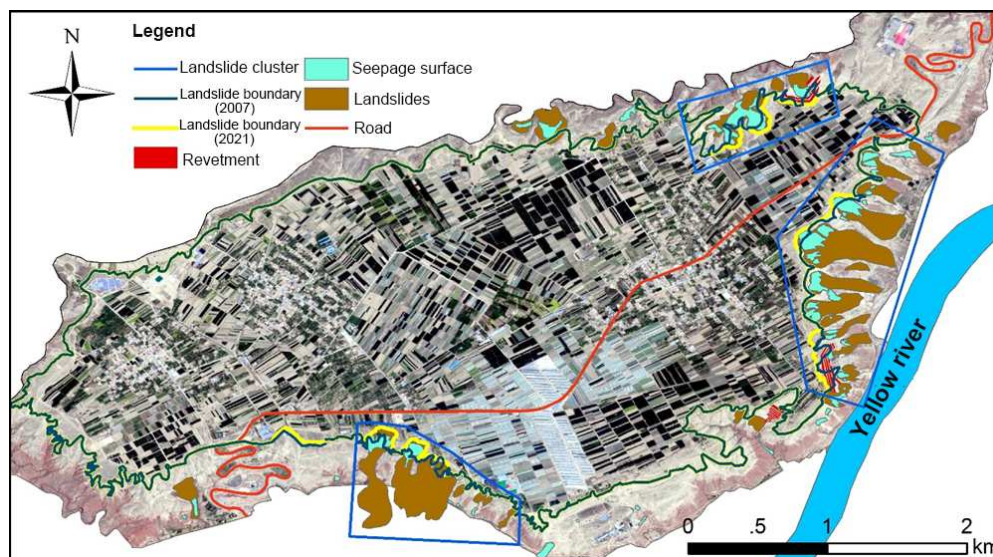 N
Legend
Landslide cluster
Landslide boundary
(2007)
Landslide boundary
(2021)
Revetment
Seepage surface
Landslides
Road
Yellow river
0 .5 1 2
km